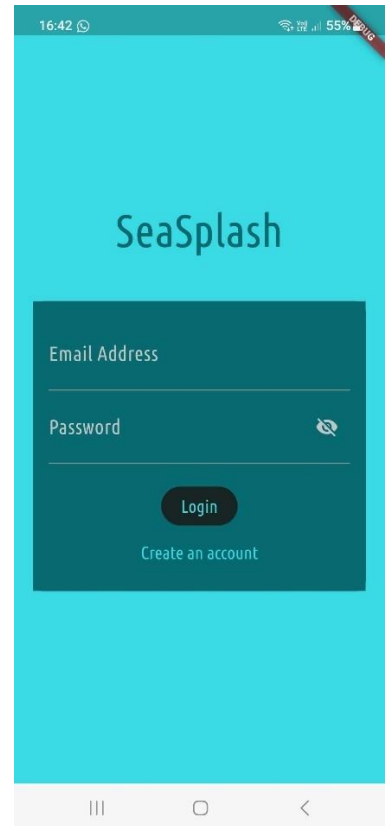 16:42 55%
DEBUG
SeaSplash
Email Address
Password
Login
Create an account